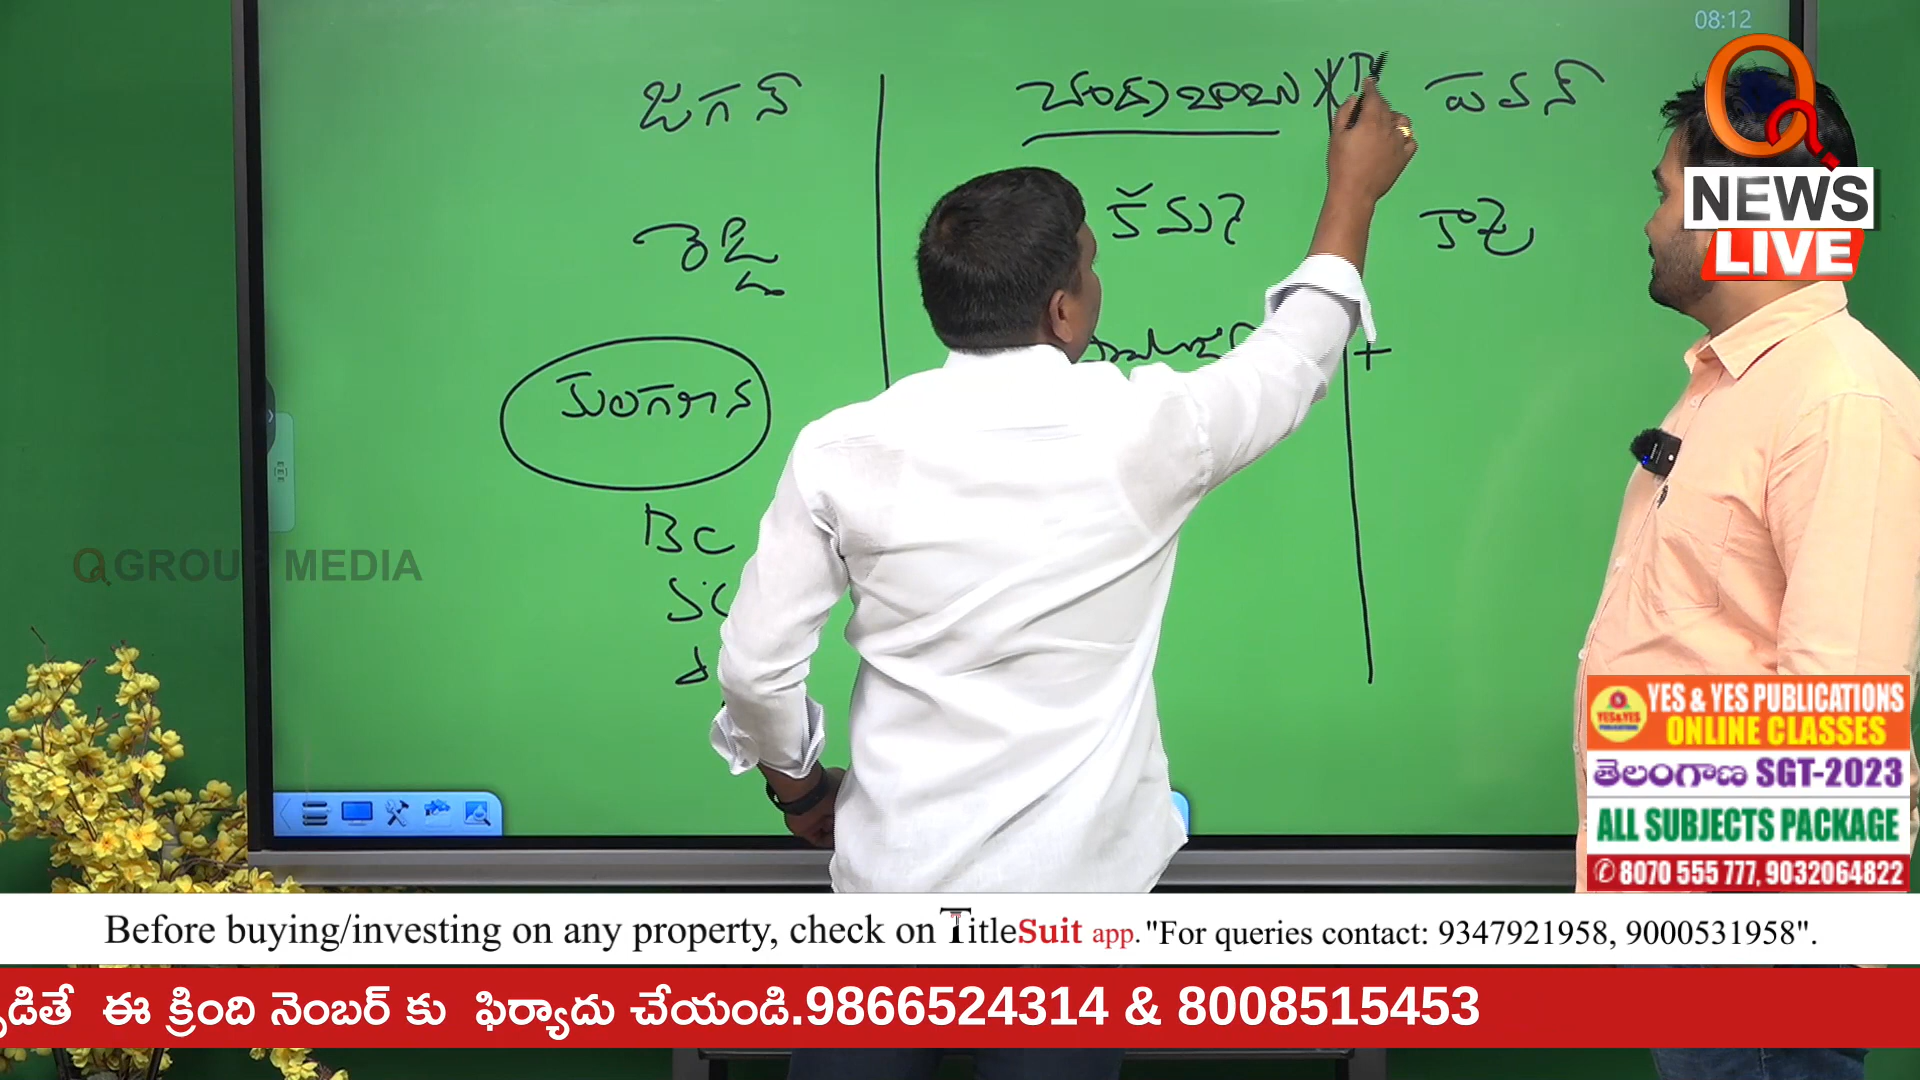 08:12
జగన్
చంద్రబాబు
పవన్
NEWS
LIVE
రెడ్డి
కమ్మ
కాపు
కులగణన
BC
SC
Q GROUP MEDIA
YES & YES PUBLICATIONS
ONLINE CLASSES
తెలంగాణ SGT-2023
ALL SUBJECTS PACKAGE
8070 555 777, 9032064822
Before buying/investing on any property, check on TitleSuit app. "For queries contact: 9347921958, 9000531958".
ఈ క్రింది నెంబర్ కు ఫిర్యాదు చేయండి.9866524314 & 8008515453